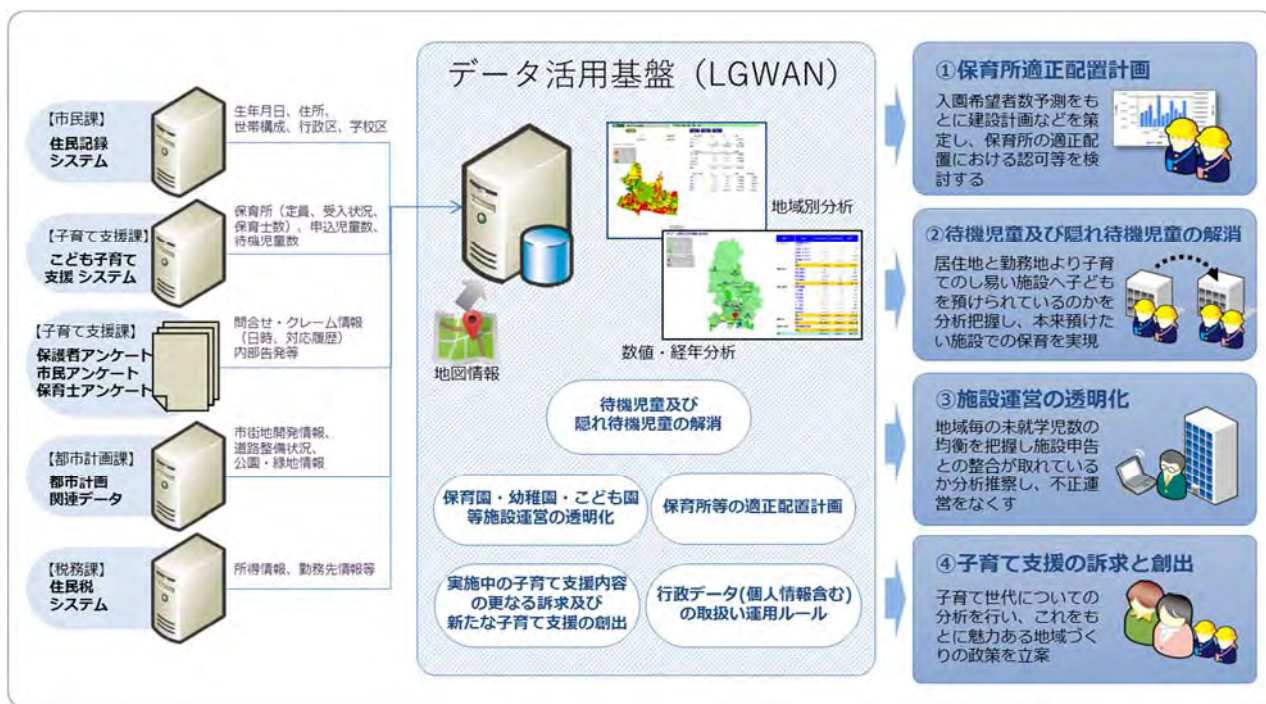 データ活用基盤（LGWAN）
【市民課】
住民記録
システム
生年月日、住所、
世帯構成、行政区、学校区
【子育て支援課】
こども子育て
支援 システム
保育所（定員、受入状況、
保育士数）、申込児童数、
待機児童数
【子育て支援課】
保護者アンケート
市民アンケート
保育士アンケート
問合せ・クレーム情報
（日時、対応履歴）
内部告発等
【都市計画課】
都市計画
関連データ
市街地開発情報、
道路整備状況、
公園・緑地情報
【税務課】
住民税
システム
所得情報、勤務先情報等
地域別分析
数値・経年分析
地図情報
待機児童及び
隠れ待機児童の解消
保育園・幼稚園・こども園
等施設運営の透明化
保育所等の適正配置計画
実施中の子育て支援内容
の更なる訴求及び
新たな子育て支援の創出
行政データ(個人情報含む)
の取扱い運用ルール
①保育所適正配置計画
入園希望者数予測をも
とに建設計画などを策
定し、保育所の適正配
置における認可等を検
討する
②待機児童及び隠れ待機児童の解消
居住地と勤務地より子育
てのし易い施設へ子ども
を預けられているのかを
分析把握し、本来預けた
い施設での保育を実現
③施設運営の透明化
地域毎の未就学児数の
均衡を把握し施設申告
との整合が取れている
か分析推察し、不正運
営をなくす
④子育て支援の訴求と創出
子育て世代についての
分析を行い、これをも
とに魅力ある地域づく
りの政策を立案